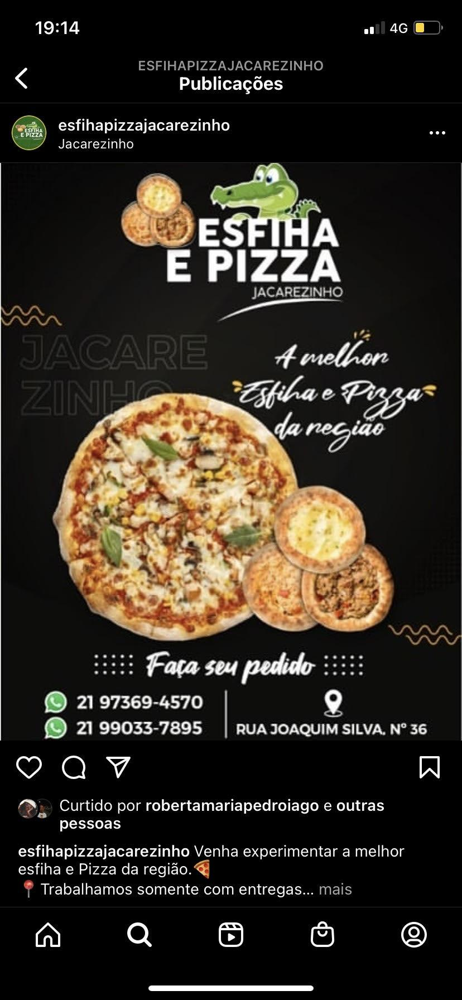 19:14
4G
ESFIHAPIZZAJACAREZINHO
Publicações
ESFIHA
E PIZZA
esfihapizzajacarezinho
Jacarezinho
ESFIHA
E PIZZA
JACAREZINHO
JACARE
ZINHO
A melhor
Esfiha e Pizza
da região
Faça seu pedido
21 97369-4570
21 99033-7895
RUA JOAQUIM SILVA. Nº 36
Curtido por robertamariapedroiago e outras
pessoas
esfihapizzajacarezinho Venha experimentar a melhor
esfiha e Pizza da região.🍕
📍 Trabalhamos somente com entregas... mais